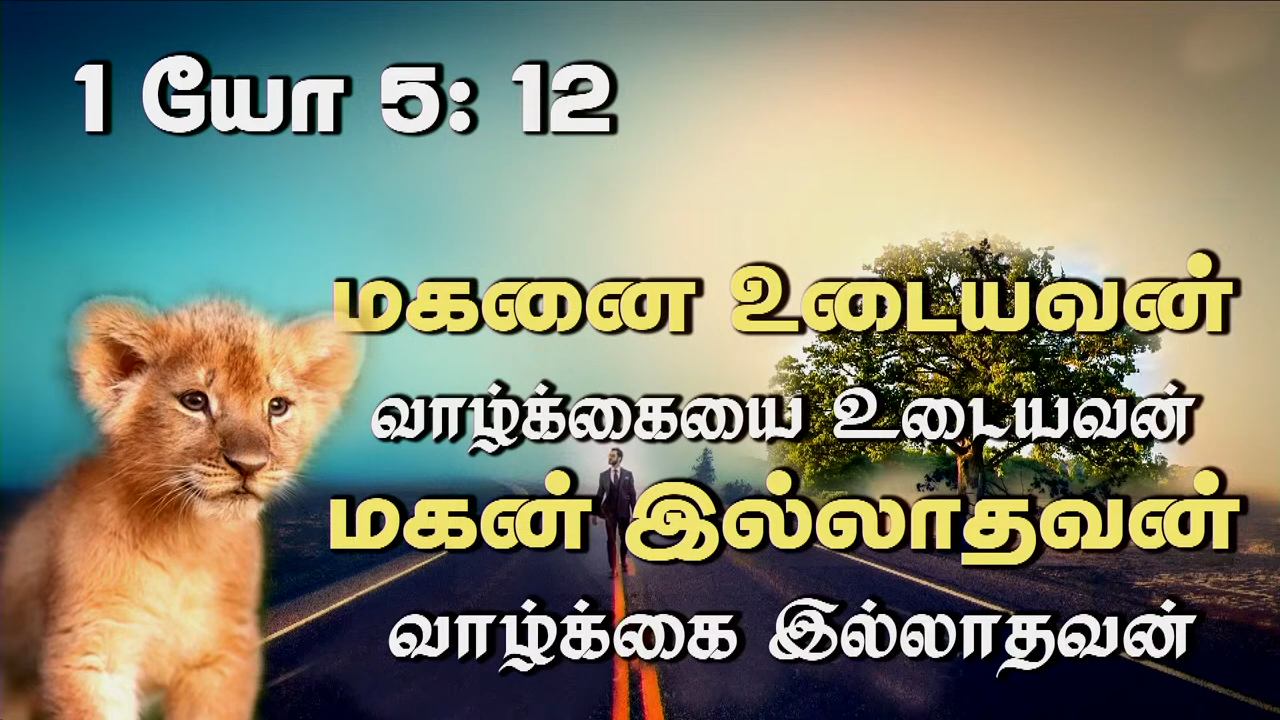 1 யோ 5: 12
மகனை உடையவன்
வாழ்க்கையை உடையவன்
மகன் இல்லாதவன்
வாழ்க்கை இல்லாதவன்